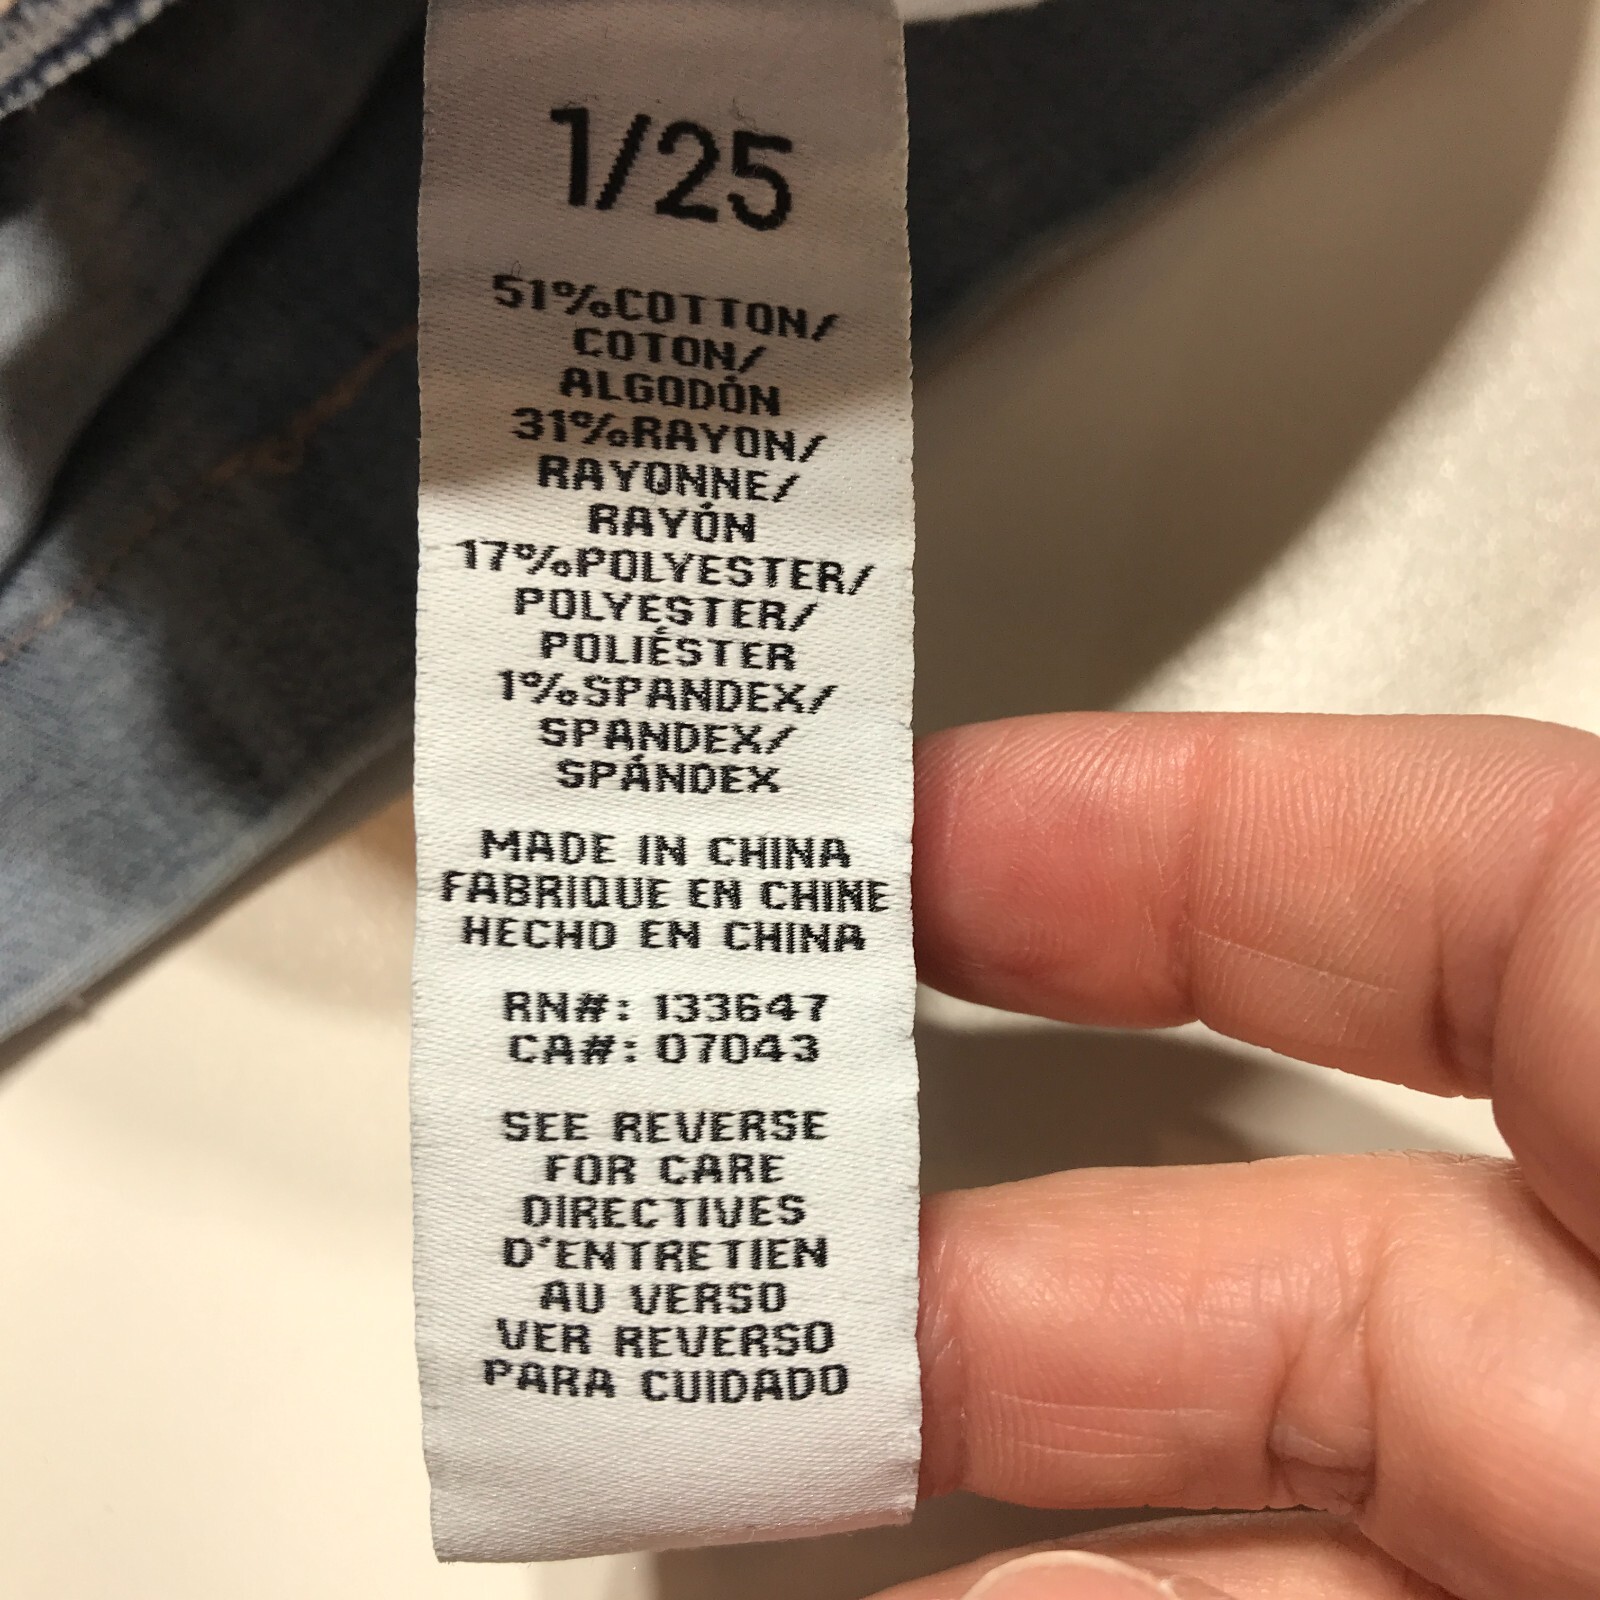 1/25
51%COTTON/
COTON/
ALGODÓN
31%RAYON/
RAYONNE/
RAYÓN
17%POLYESTER/
POLYESTER/
POLIÉSTER
1%SPANDEX/
SPANDEX/
SPÁNDEX
MADE IN CHINA
FABRIQUE EN CHINE
HECHO EN CHINA
RN#: 133647
CA#: 07043
SEE REVERSE
FOR CARE
DIRECTIVES
D'ENTRETIEN
AU VERSO
VER REVERSO
PARA CUIDADO